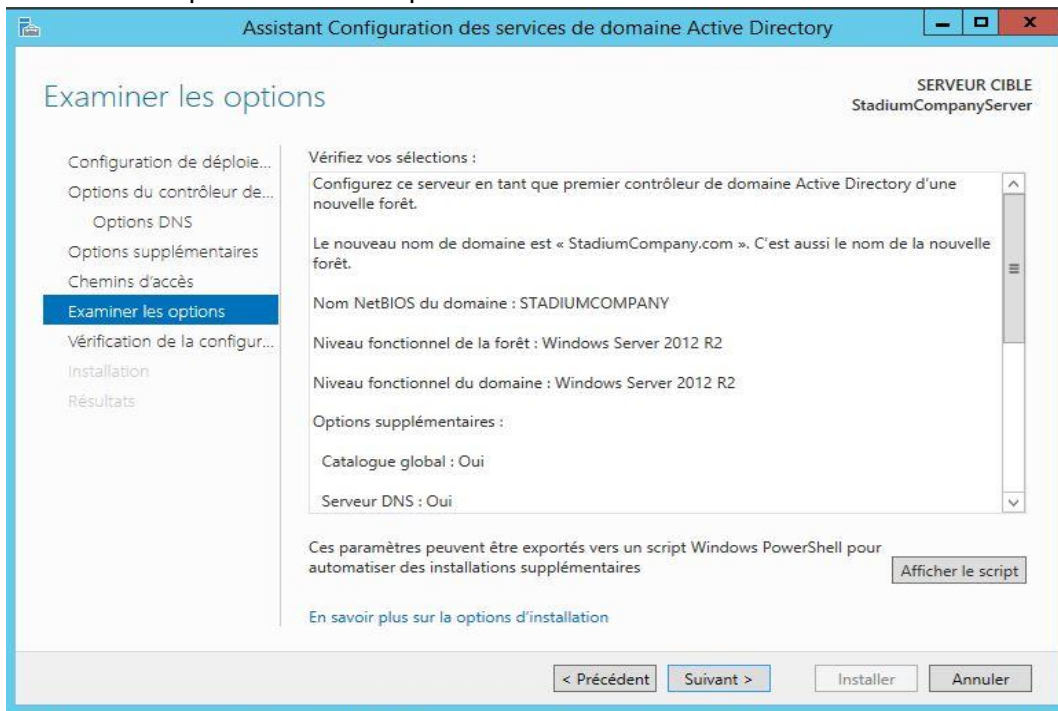 Assistant Configuration des services de domaine Active Directory
Examiner les options
SERVEUR CIBLE
StadiumCompanyServer
Configuration de déploie...
Options du contrôleur de...
Options DNS
Options supplémentaires
Chemins d'accès
Examiner les options
Vérification de la configur...
Installation
Résultats
Vérifiez vos sélections :
Configurez ce serveur en tant que premier contrôleur de domaine Active Directory d'une
nouvelle forêt.
Le nouveau nom de domaine est « StadiumCompany.com ». C'est aussi le nom de la nouvelle
forêt.
Nom NetBIOS du domaine : STADIUMCOMPANY
Niveau fonctionnel de la forêt : Windows Server 2012 R2
Niveau fonctionnel du domaine : Windows Server 2012 R2
Options supplémentaires :
Catalogue global : Oui
Serveur DNS : Oui
Ces paramètres peuvent être exportés vers un script Windows PowerShell pour
automatiser des installations supplémentaires
Afficher le script
En savoir plus sur la options d'installation
< Précédent
Suivant >
Installer
Annuler